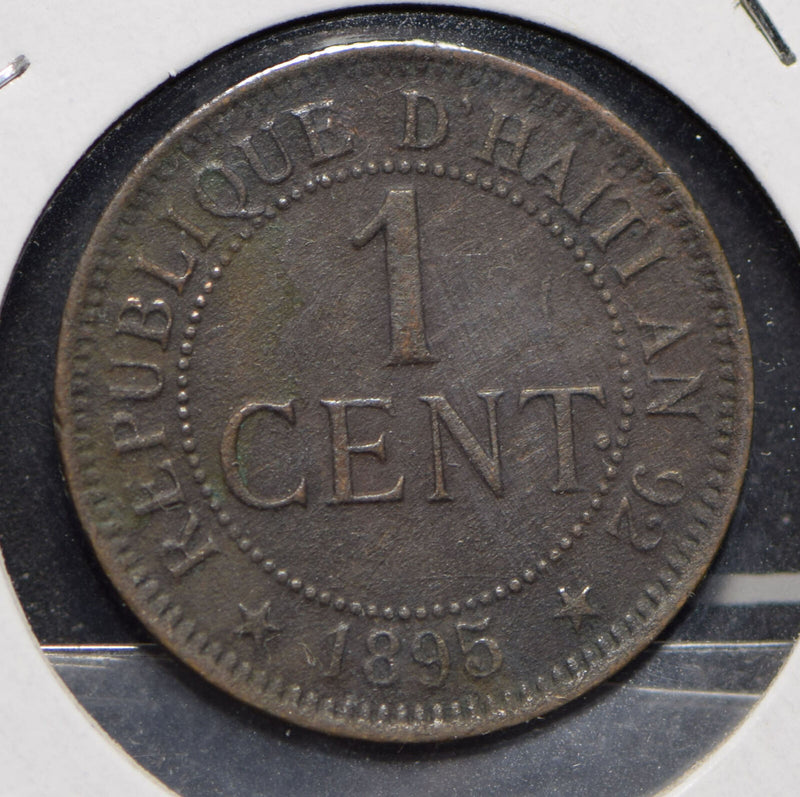 REPUBLIQUE D'HAITI AN 92
1
CENT.
1895